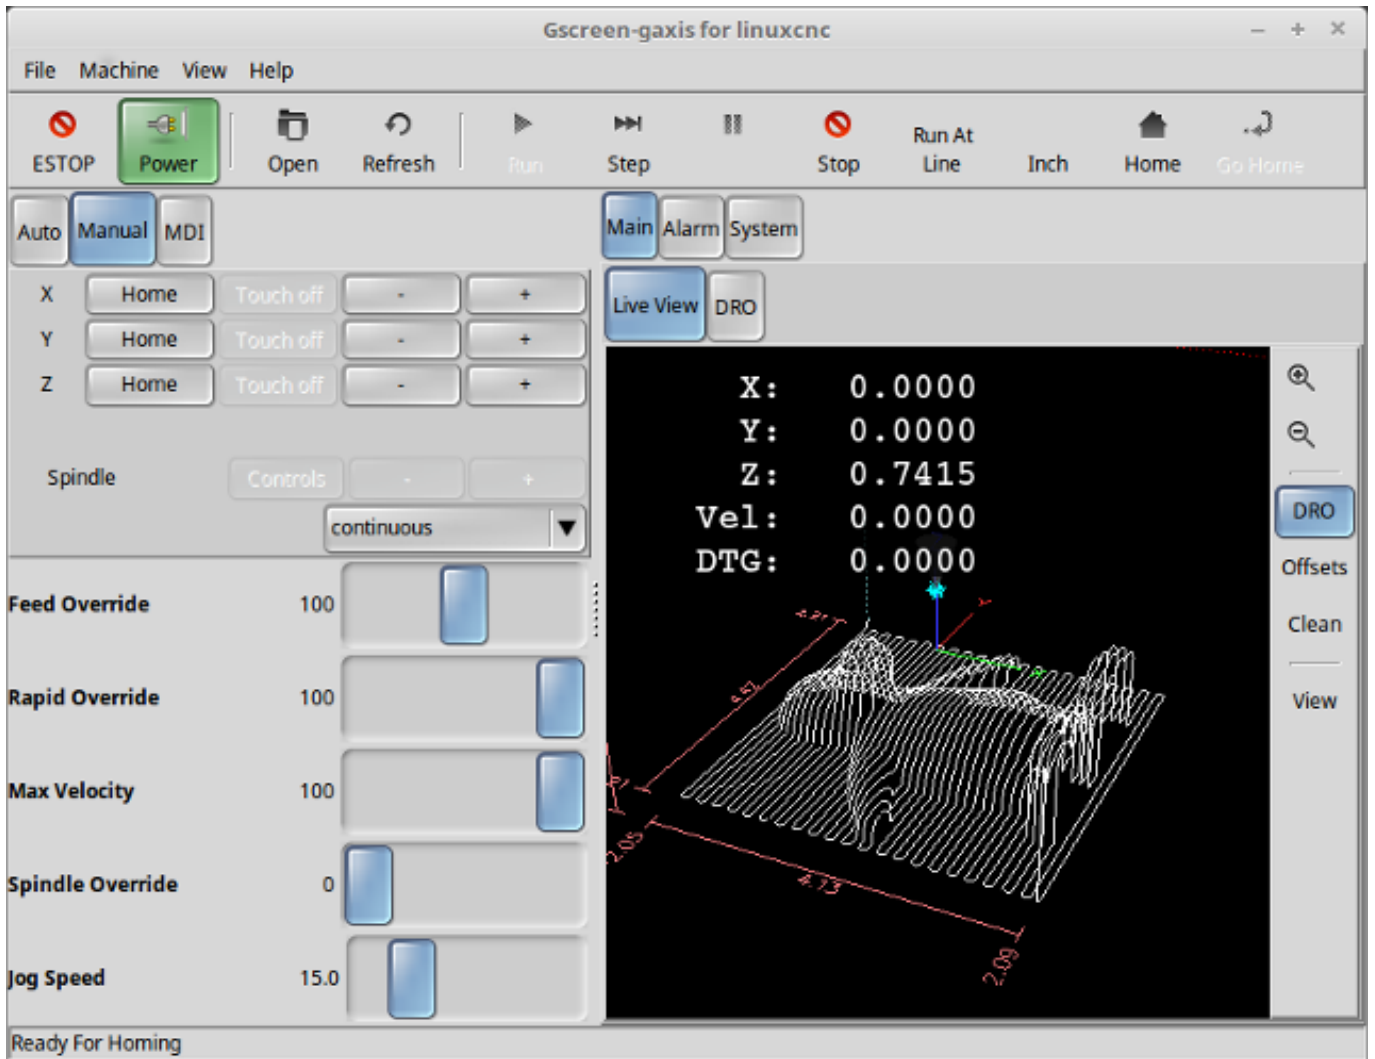 Gscreen-gaxis for linuxcnc
File Machine View Help
ESTOP Power Open Refresh Run Step Stop Run At Line Inch Home Go Home
Auto Manual MDI
Main Alarm System
Live View DRO
X Home Touch off - +
Y Home Touch off - +
Z Home Touch off - +
Spindle Controls - +
continuous
Feed Override 100
Rapid Override 100
Max Velocity 100
Spindle Override 0
Jog Speed 15.0
X: 0.0000
Y: 0.0000
Z: 0.7415
Vel: 0.0000
DTG: 0.0000
2.05
4.13
2.09
DRO
Offsets
Clean
View
Ready For Homing